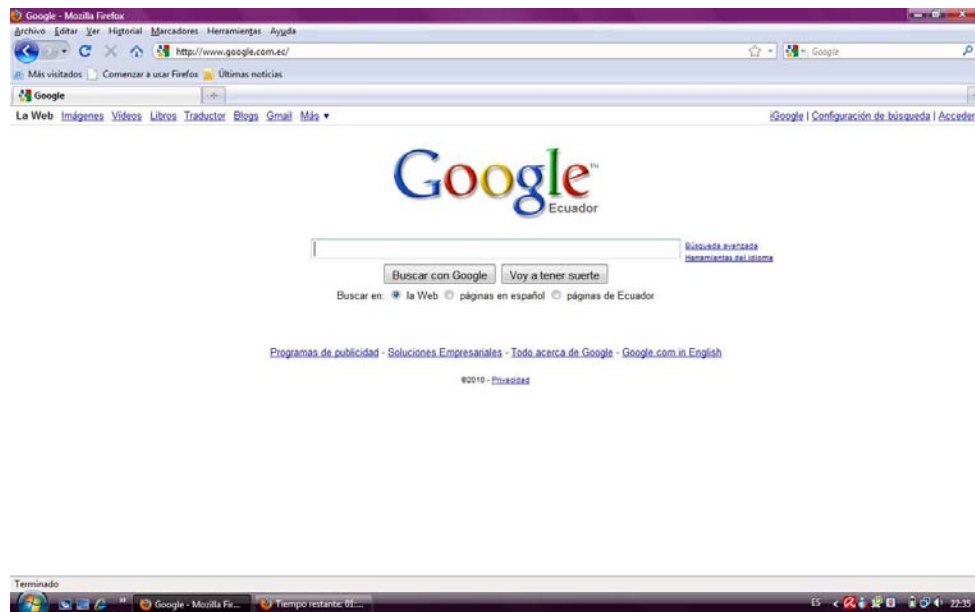 Google - Mozilla Firefox
Archivo Editar Ver Historial Marcadores Herramientas Ayuda
http://www.google.com.ec/
Google
Más visitados Comenzar a usar Firefox Últimas noticias
Google
La Web Imágenes Vídeos Libros Traductor Blogs Gmail Más ▼
iGoogle | Configuración de búsqueda | Acceder
Google™
Ecuador
Búsqueda avanzada
Herramientas del idioma
Buscar con Google Voy a tener suerte
Buscar en: la Web páginas en español páginas de Ecuador
Programas de publicidad - Soluciones Empresariales - Todo acerca de Google - Google.com in English
©2010 - Privacidad
Terminado
Google - Mozilla Fir... Tiempo restante: 01:... ES 22:35